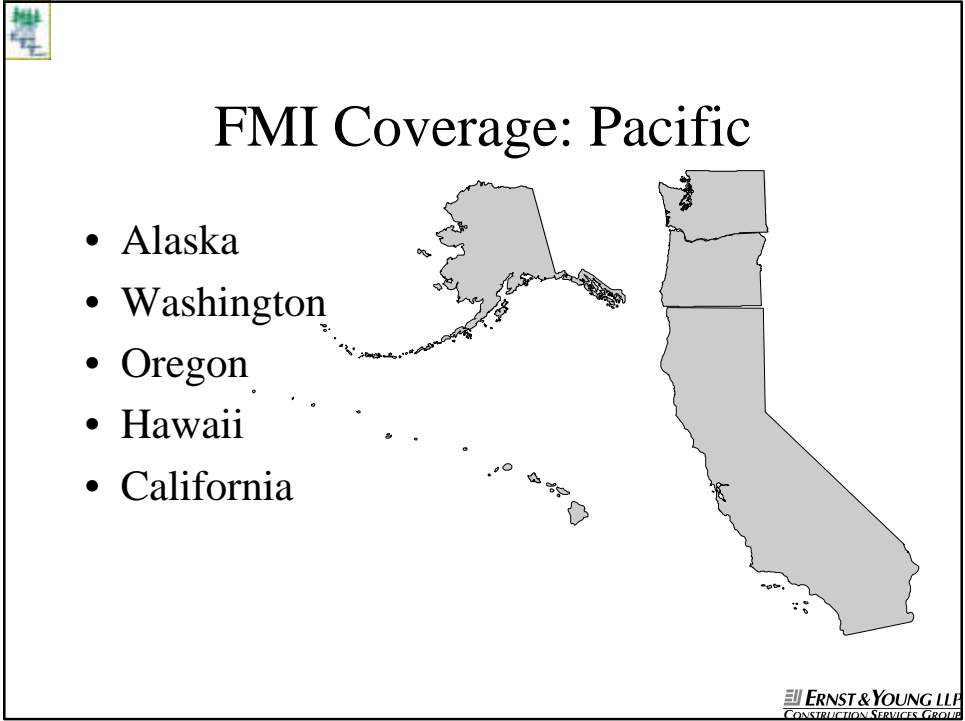 FMI Coverage: Pacific
• Alaska
• Washington
• Oregon
• Hawaii
• California
ERNST & YOUNG LLP
CONSTRUCTION SERVICES GROUP